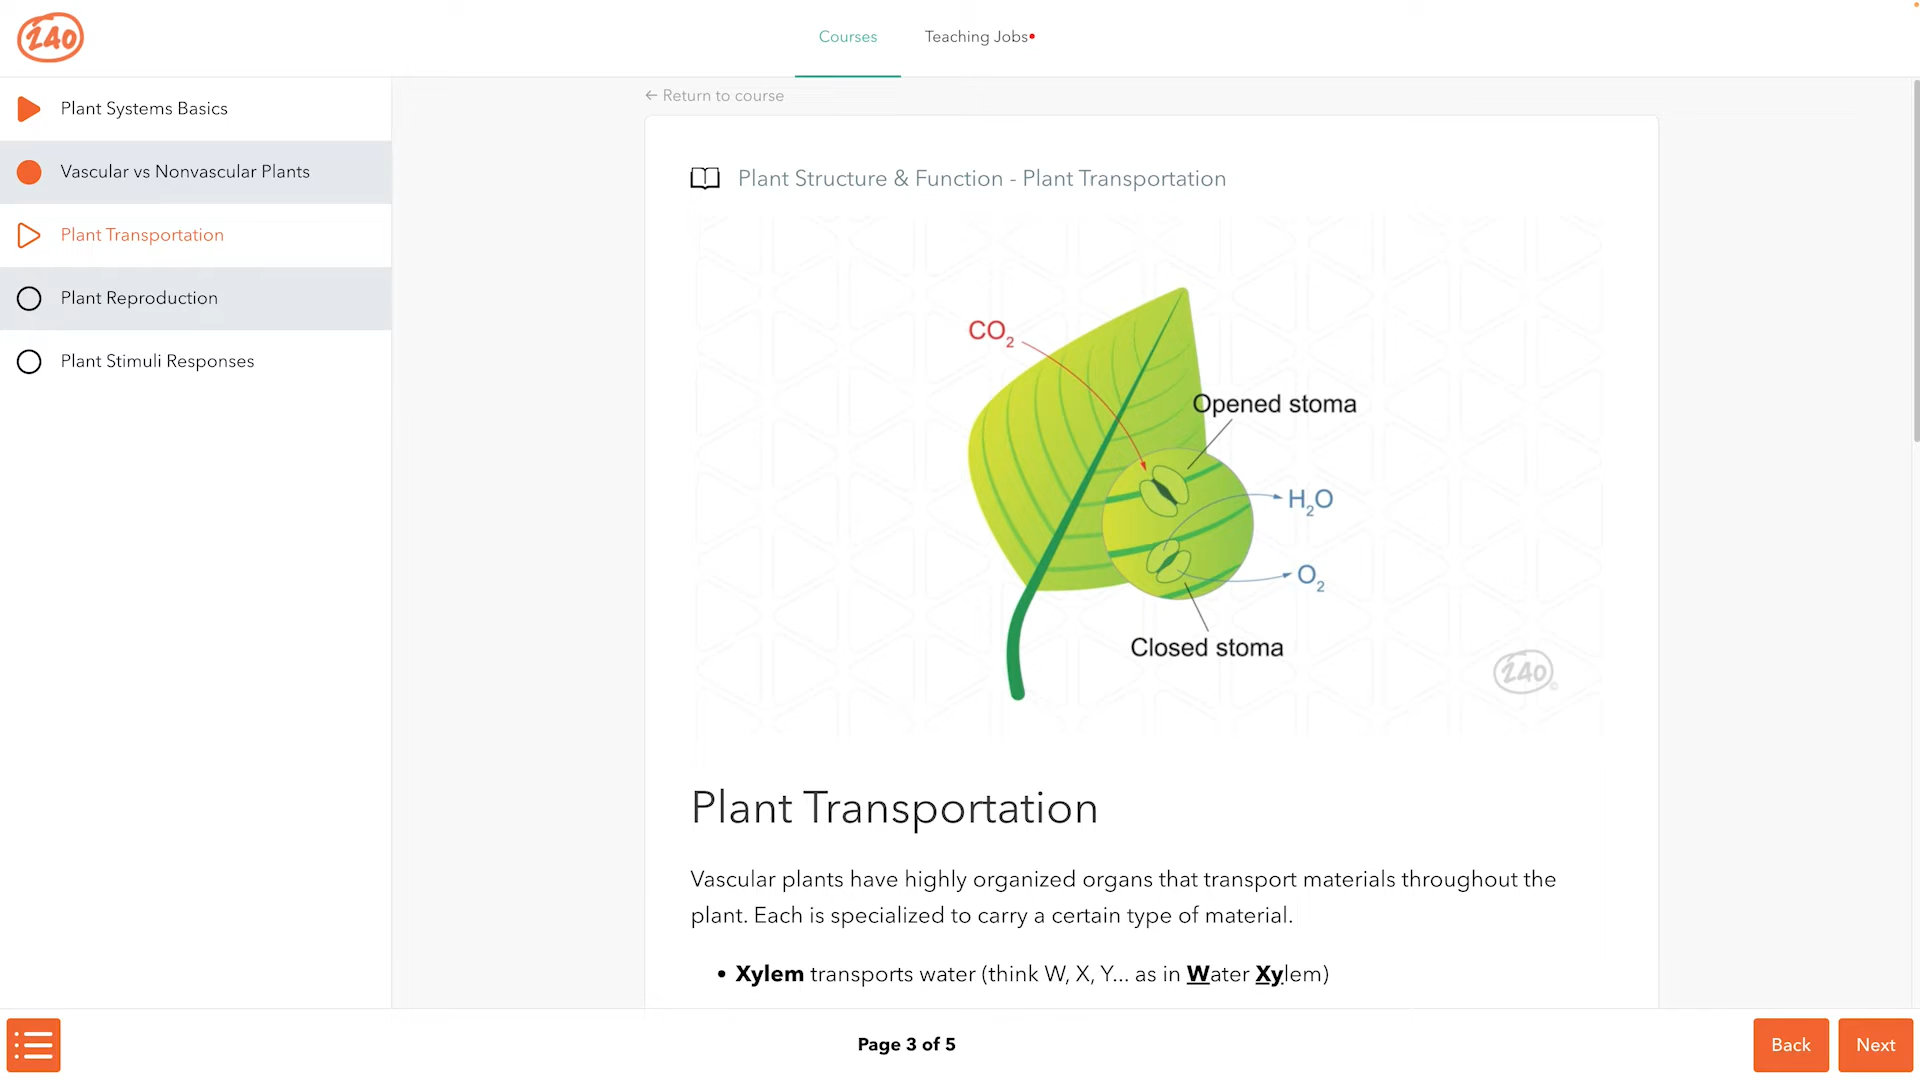 240
Courses
Teaching Jobs
Plant Systems Basics
Vascular vs Nonvascular Plants
Plant Transportation
Plant Reproduction
Plant Stimuli Responses
← Return to course
Plant Structure & Function - Plant Transportation
CO2
Opened stoma
H2O
O2
Closed stoma
240
Plant Transportation
Vascular plants have highly organized organs that transport materials throughout the
plant. Each is specialized to carry a certain type of material.
• Xylem transports water (think W, X, Y... as in Water Xylem)
Page 3 of 5
Back
Next